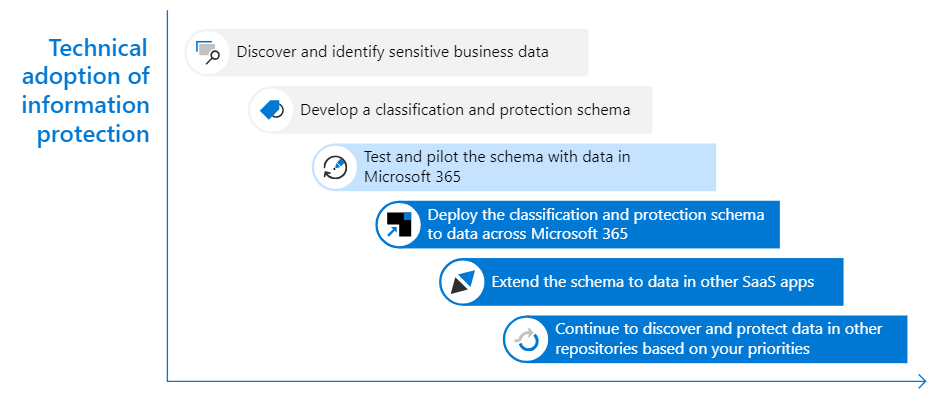 Technical
adoption of
information
protection
Discover and identify sensitive business data
Develop a classification and protection schema
Test and pilot the schema with data in
Microsoft 365
Deploy the classification and protection schema
to data across Microsoft 365
Extend the schema to data in other SaaS apps
Continue to discover and protect data in other
repositories based on your priorities